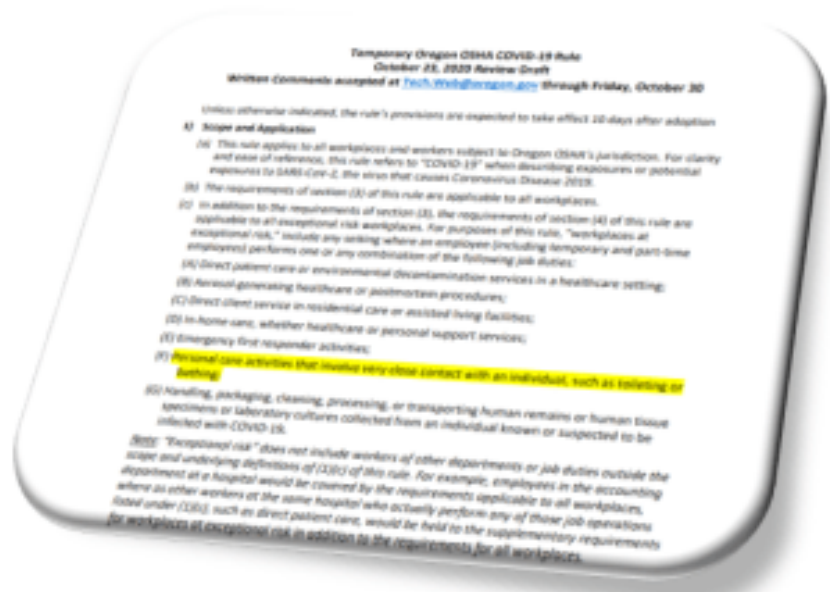 Temporary Oregon OSHA COVID-19 Rule
October 23, 2020 Review Draft
Written Comments accepted at Tech.Web@oregon.gov through Friday, October 30
Unless otherwise indicated, the rule's provisions are expected to take effect 10 days after adoption
Scope and Application
(a) This rule applies to all workplaces and workers subject to Oregon OSHA's jurisdiction. For clarity
and ease of reference, this rule refers to "COVID-19" when describing exposures or potential
exposures to SARS-CoV-2, the virus that causes Coronavirus Disease 2019.
(b) The requirements of section (3) of this rule are applicable to all workplaces.
(c) In addition to the requirements of section (3), the requirements of section (4) of this rule are
applicable to all exceptional risk workplaces. For purposes of this rule, "workplaces at
exceptional risk," include any setting where an employee (including temporary and part-time
employees) performs one or any combination of the following job duties:
(A) Direct patient care or environmental decontamination services in a healthcare setting;
(B) Aerosol-generating healthcare or postmortem procedures;
(C) Direct client service in residential care or assisted living facilities;
(D) In-home care, whether healthcare or personal support services;
(E) Emergency first responder activities;
(F) Personal care activities that involve very close contact with an individual, such as toileting or
bathing;
(G) Handling, packaging, cleaning, processing, or transporting human remains or human tissue
specimens or laboratory cultures collected from an individual known or suspected to be
infected with COVID-19.
Note: "Exceptional risk" does not include workers of other departments or job duties outside the
scope and underlying definitions of (1)(c) of this rule. For example, employees in the accounting
department at a hospital would be covered by the requirements applicable to all workplaces,
where as other workers at the same hospital who actually perform any of those job operations
listed under (1)(c), such as direct patient care, would be held to the supplementary requirements
for workplaces at exceptional risk in addition to the requirements for all workplaces.